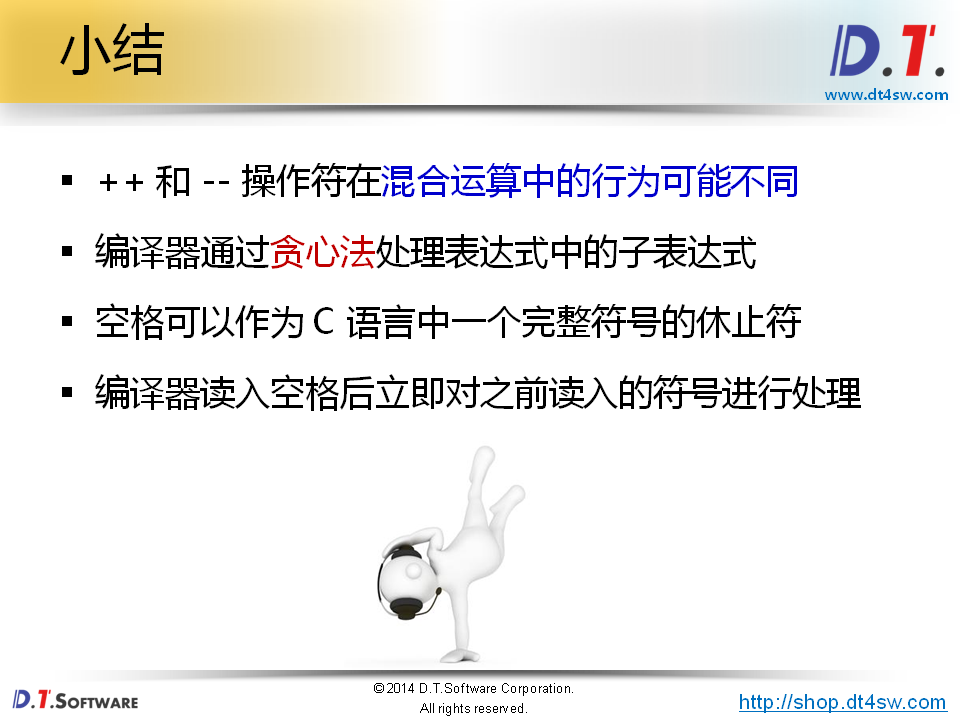 小结
D.T.
www.dt4sw.com
▪ ++ 和 -- 操作符在混合运算中的行为可能不同
▪ 编译器通过贪心法处理表达式中的子表达式
▪ 空格可以作为 C 语言中一个完整符号的休止符
▪ 编译器读入空格后立即对之前读入的符号进行处理
D.T.SOFTWARE
©2014 D.T.Software Corporation.
All rights reserved.
http://shop.dt4sw.com